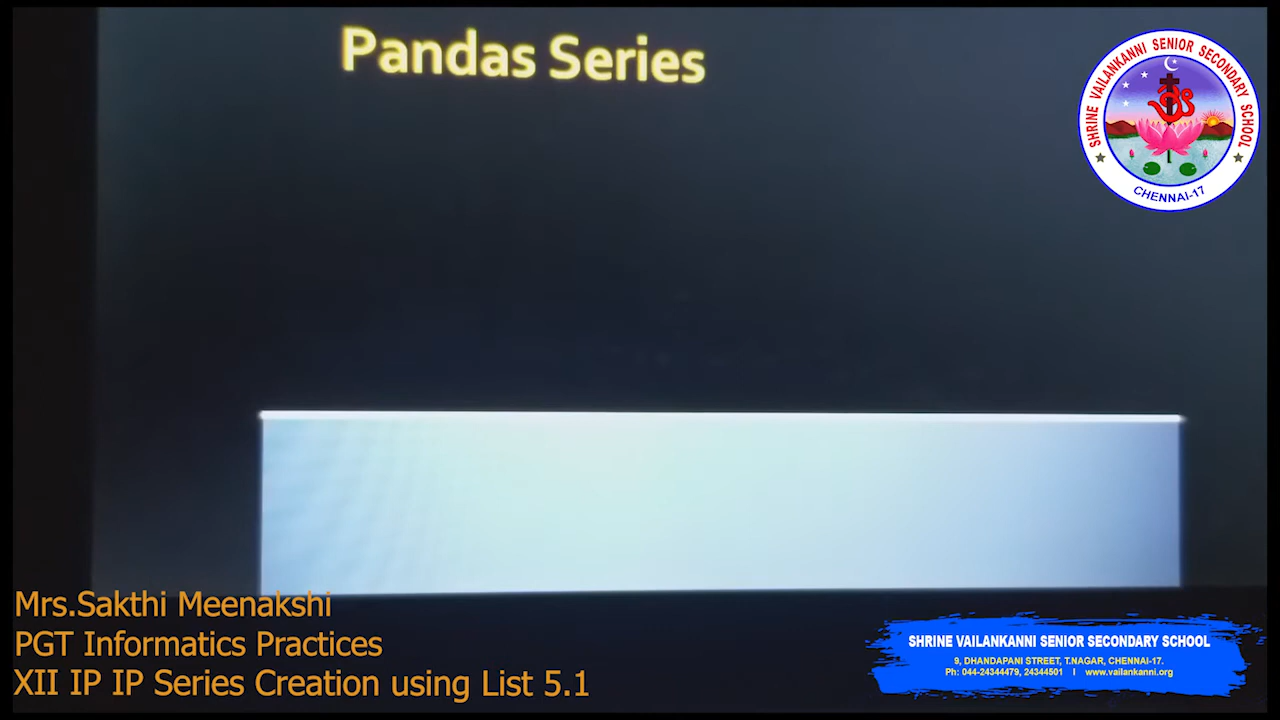 Pandas Series
SHRINE VAILANKANNI SENIOR SECONDARY SCHOOL
CHENNAI-17
Mrs.Sakthi Meenakshi
PGT Informatics Practices
XII IP IP Series Creation using List 5.1
SHRINE VAILANKANNI SENIOR SECONDARY SCHOOL
9, DHANDAPANI STREET, T.NAGAR, CHENNAI-17.
Ph: 044-24344479, 24344501 I www.vailankanni.org